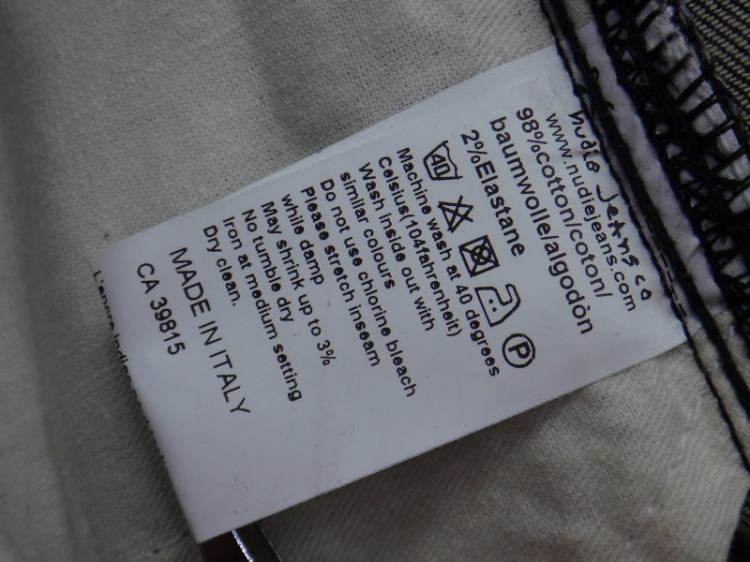 nudie jeans co
www.nudiejeans.com
98%cotton/coton/
baumwolle/algodòn
2%Elastane
40
P
Machine wash at 40 degrees
Celsius(104fahrenheit)
Wash inside out with
similar colours
Do not use chlorine bleach
Please stretch inseam
while damp
May shrink up to 3%
No tumble dry
Iron at medium setting
Dry clean.
MADE IN ITALY
CA 39815